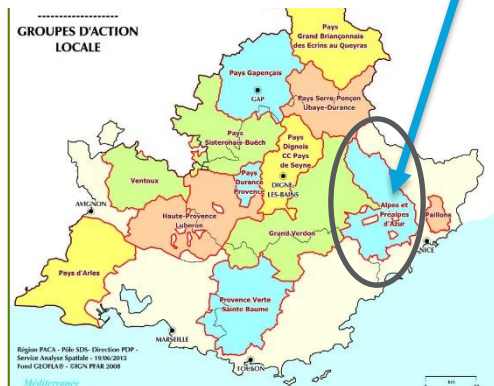 GROUPES D'ACTION
LOCALE
Pays
Grand Briançonnais
des Ecrins au Queyras
Pays Gapençais
GAP
Pays Serre-Ponçon
Ubaye-Durance
Pays
Sisteronais-Buëch
Pays
Dignois
CC Pays
de Seyne
Pays
Durance
Provence
DIGNE-
LES-BAINS
Ventoux
AVIGNON
Haute-Provence
Luberon
Grand Verdon
Alpes et
Préalpes
d'Azur
Paillons
NICE
Pays d'Arles
Provence Verte
Sainte Baume
MARSEILLE
TOULON
Région PACA - Pôle SDS- Direction PDP -
Service Analyse Spatiale - 19/06/2015
Fond GEOFLA® - ©IGN PFAR 2008
Méditerranée
km